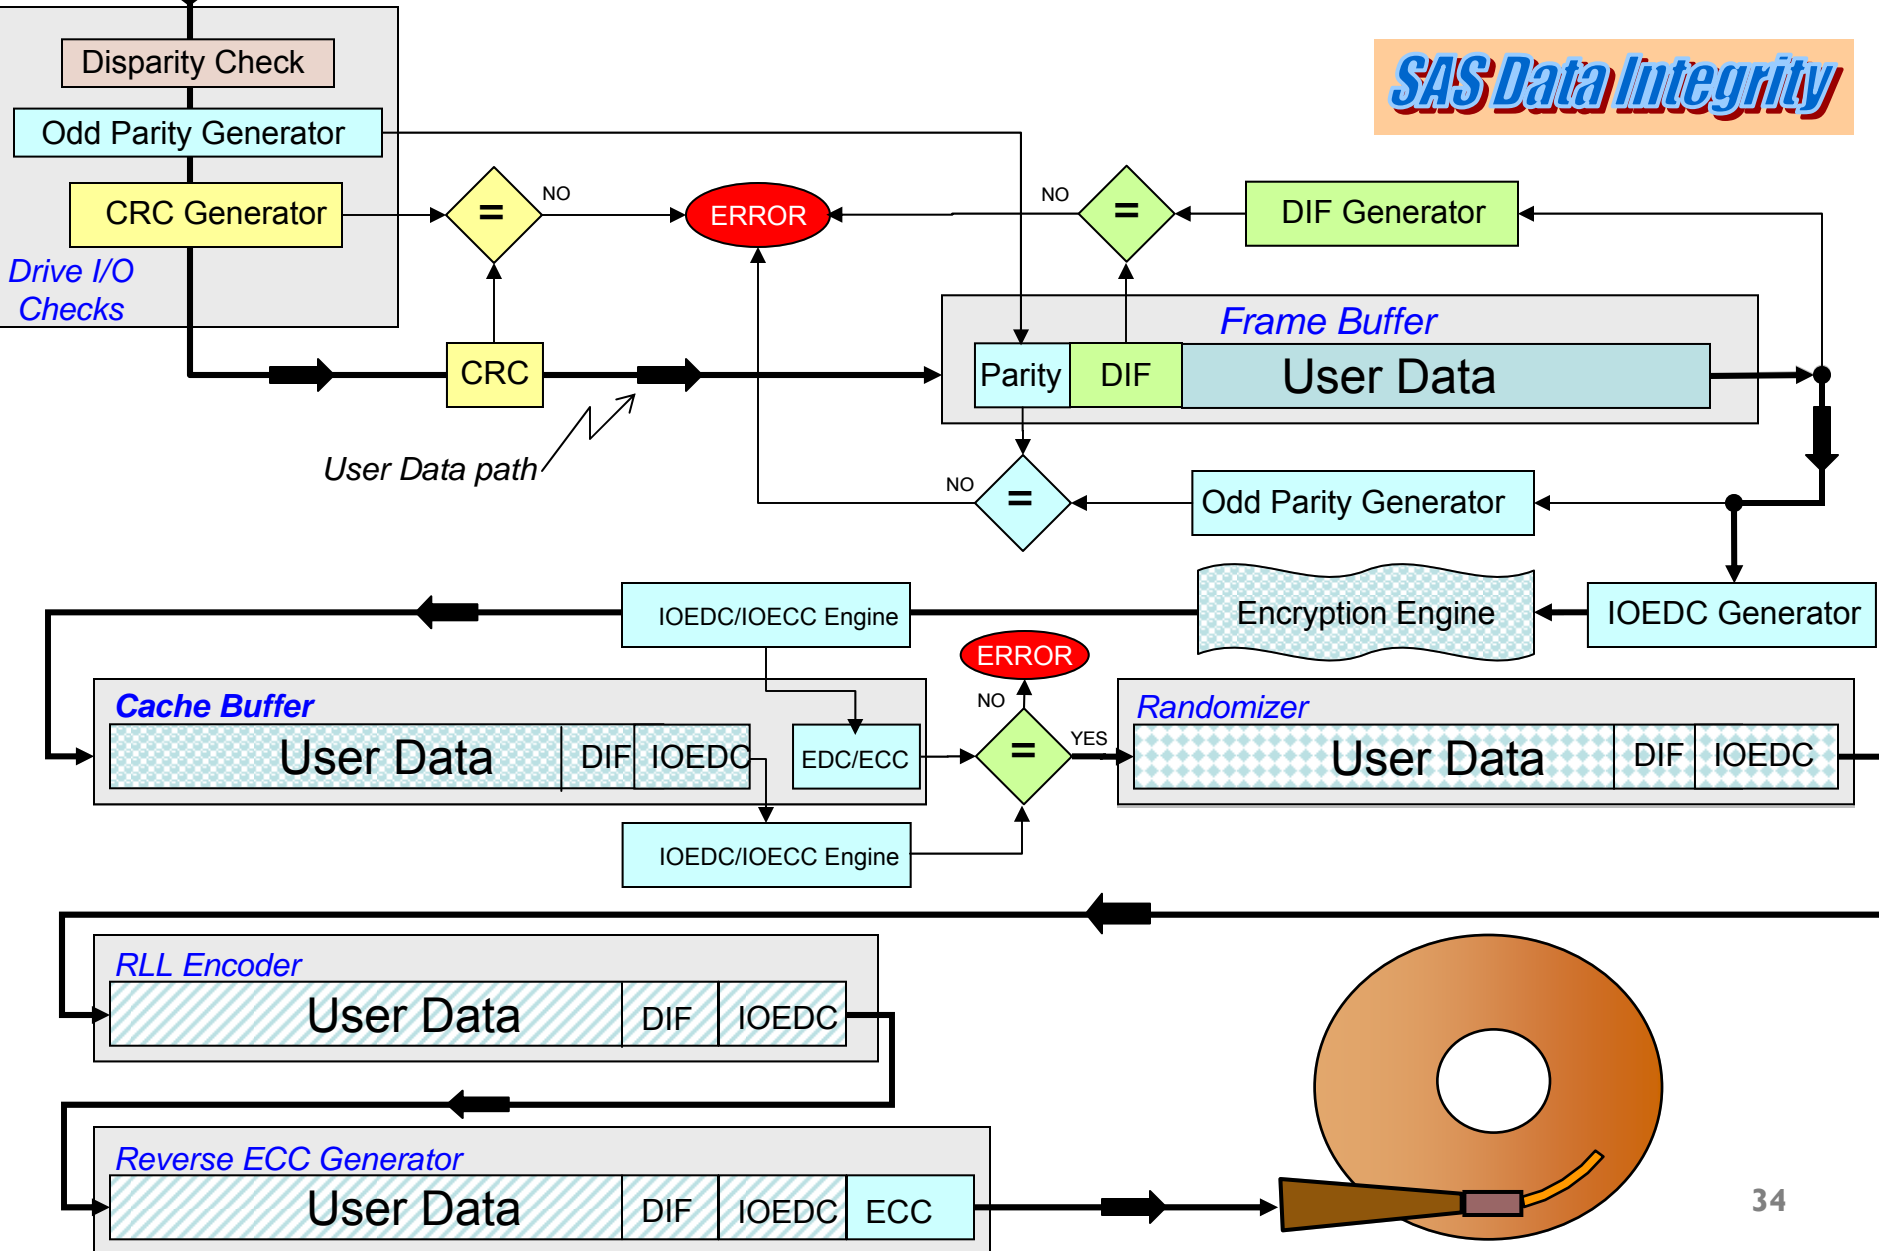 SAS Data Integrity
Disparity Check
Odd Parity Generator
CRC Generator
Drive I/O
Checks
=
NO
ERROR
NO
=
DIF Generator
CRC
User Data path
Frame Buffer
Parity
DIF
User Data
NO
=
Odd Parity Generator
IOEDC/IOECC Engine
Encryption Engine
IOEDC Generator
ERROR
Cache Buffer
User Data
DIF
IOEDC
EDC/ECC
NO
=
YES
Randomizer
User Data
DIF
IOEDC
IOEDC/IOECC Engine
RLL Encoder
User Data
DIF
IOEDC
Reverse ECC Generator
User Data
DIF
IOEDC
ECC
34